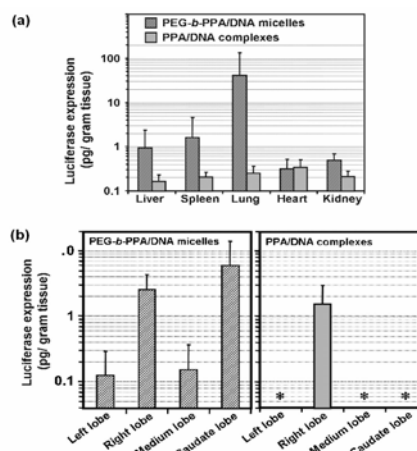 (a)
PEG-b-PPA/DNA micelles
PPA/DNA complexes
Luciferase expression
(pg/ gram tissue)
100
10
1
0.1
Liver Spleen Lung Heart Kidney
(b)
PEG-b-PPA/DNA micelles PPA/DNA complexes
Luciferase expression
(pg/ gram tissue)
.0
1
0.1
* * *
Left lobe Right lobe Medium lobe Caudate lobe Left lobe Right lobe Medium lobe Caudate lobe